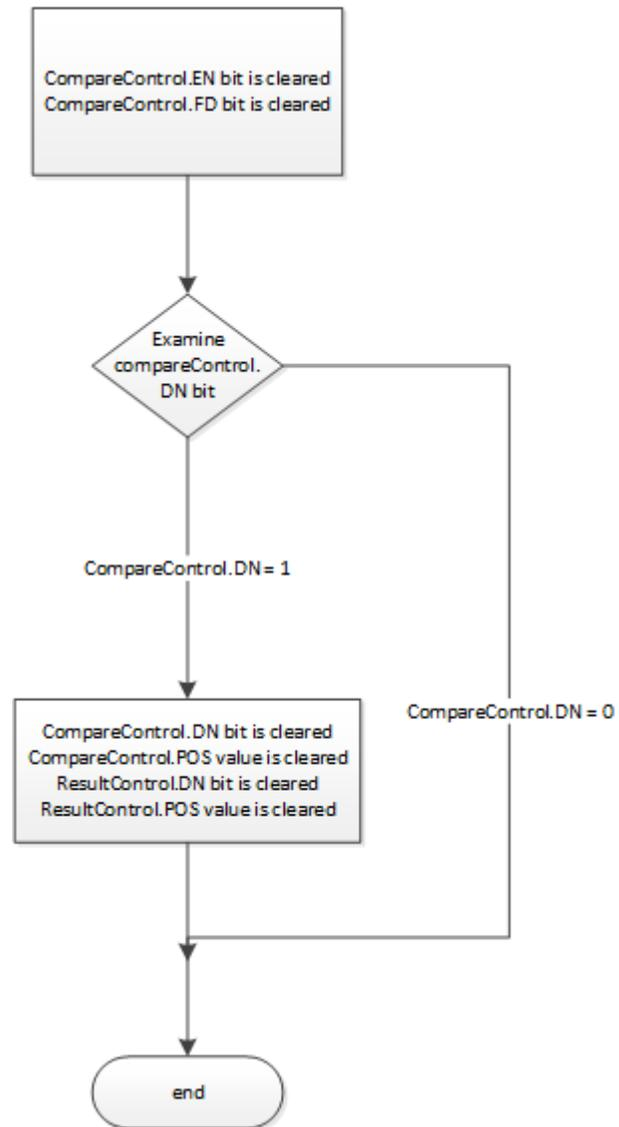 CompareControl.EN bit is cleared
CompareControl.FD bit is cleared
Examine
compareControl.
DN bit
CompareControl.DN= 1
CompareControl.DN = 0
CompareControl.DN bit is cleared
CompareControl.POS value is cleared
ResultControl.DN bit is cleared
ResultControl.POS value is cleared
end